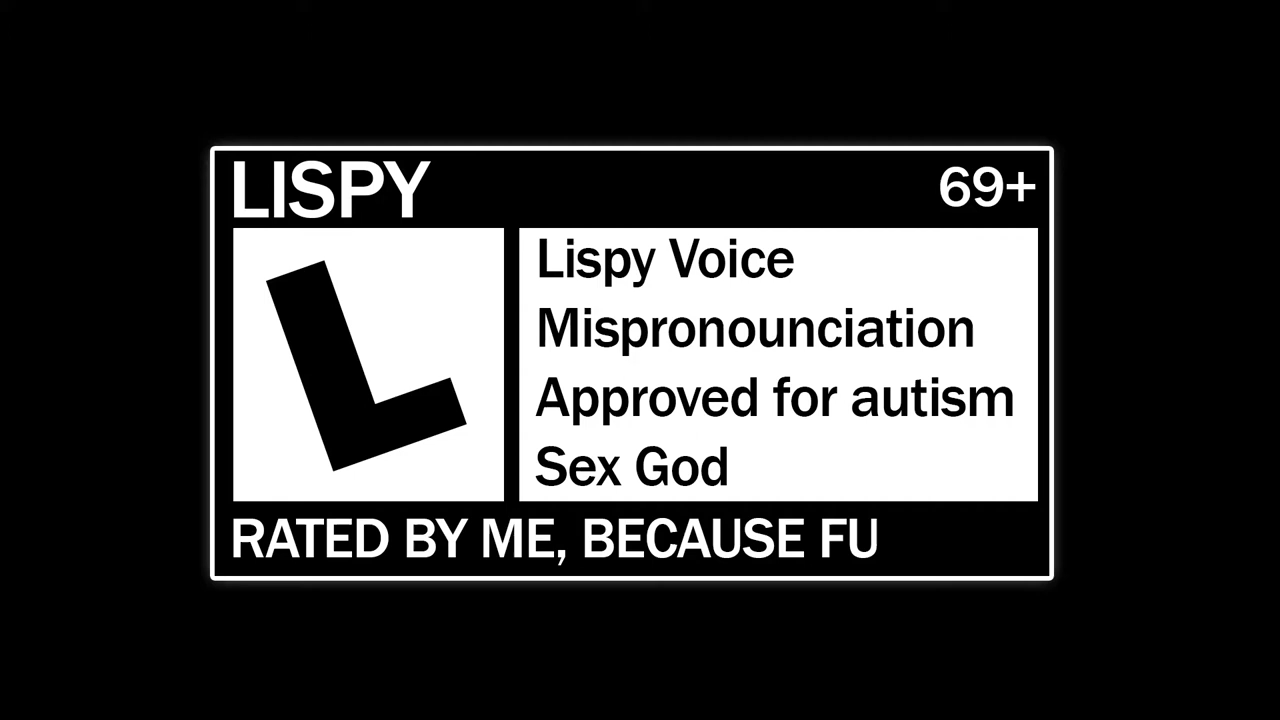 LISPY
69+
L
Lispy Voice
Mispronounciation
Approved for autism
Sex God
RATED BY ME, BECAUSE FU